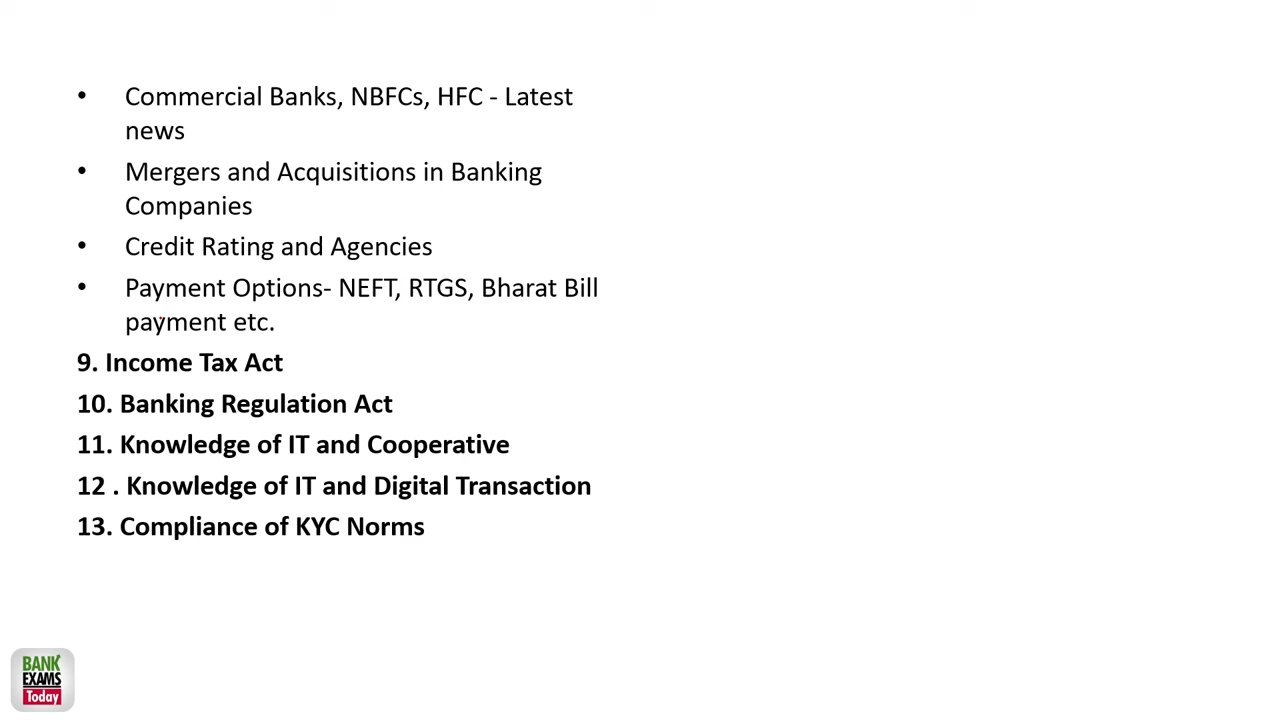 • Commercial Banks, NBFCs, HFC - Latest
news
• Mergers and Acquisitions in Banking
Companies
• Credit Rating and Agencies
• Payment Options- NEFT, RTGS, Bharat Bill
payment etc.
9. Income Tax Act
10. Banking Regulation Act
11. Knowledge of IT and Cooperative
12 . Knowledge of IT and Digital Transaction
13. Compliance of KYC Norms
BANK
EXAMS
Today